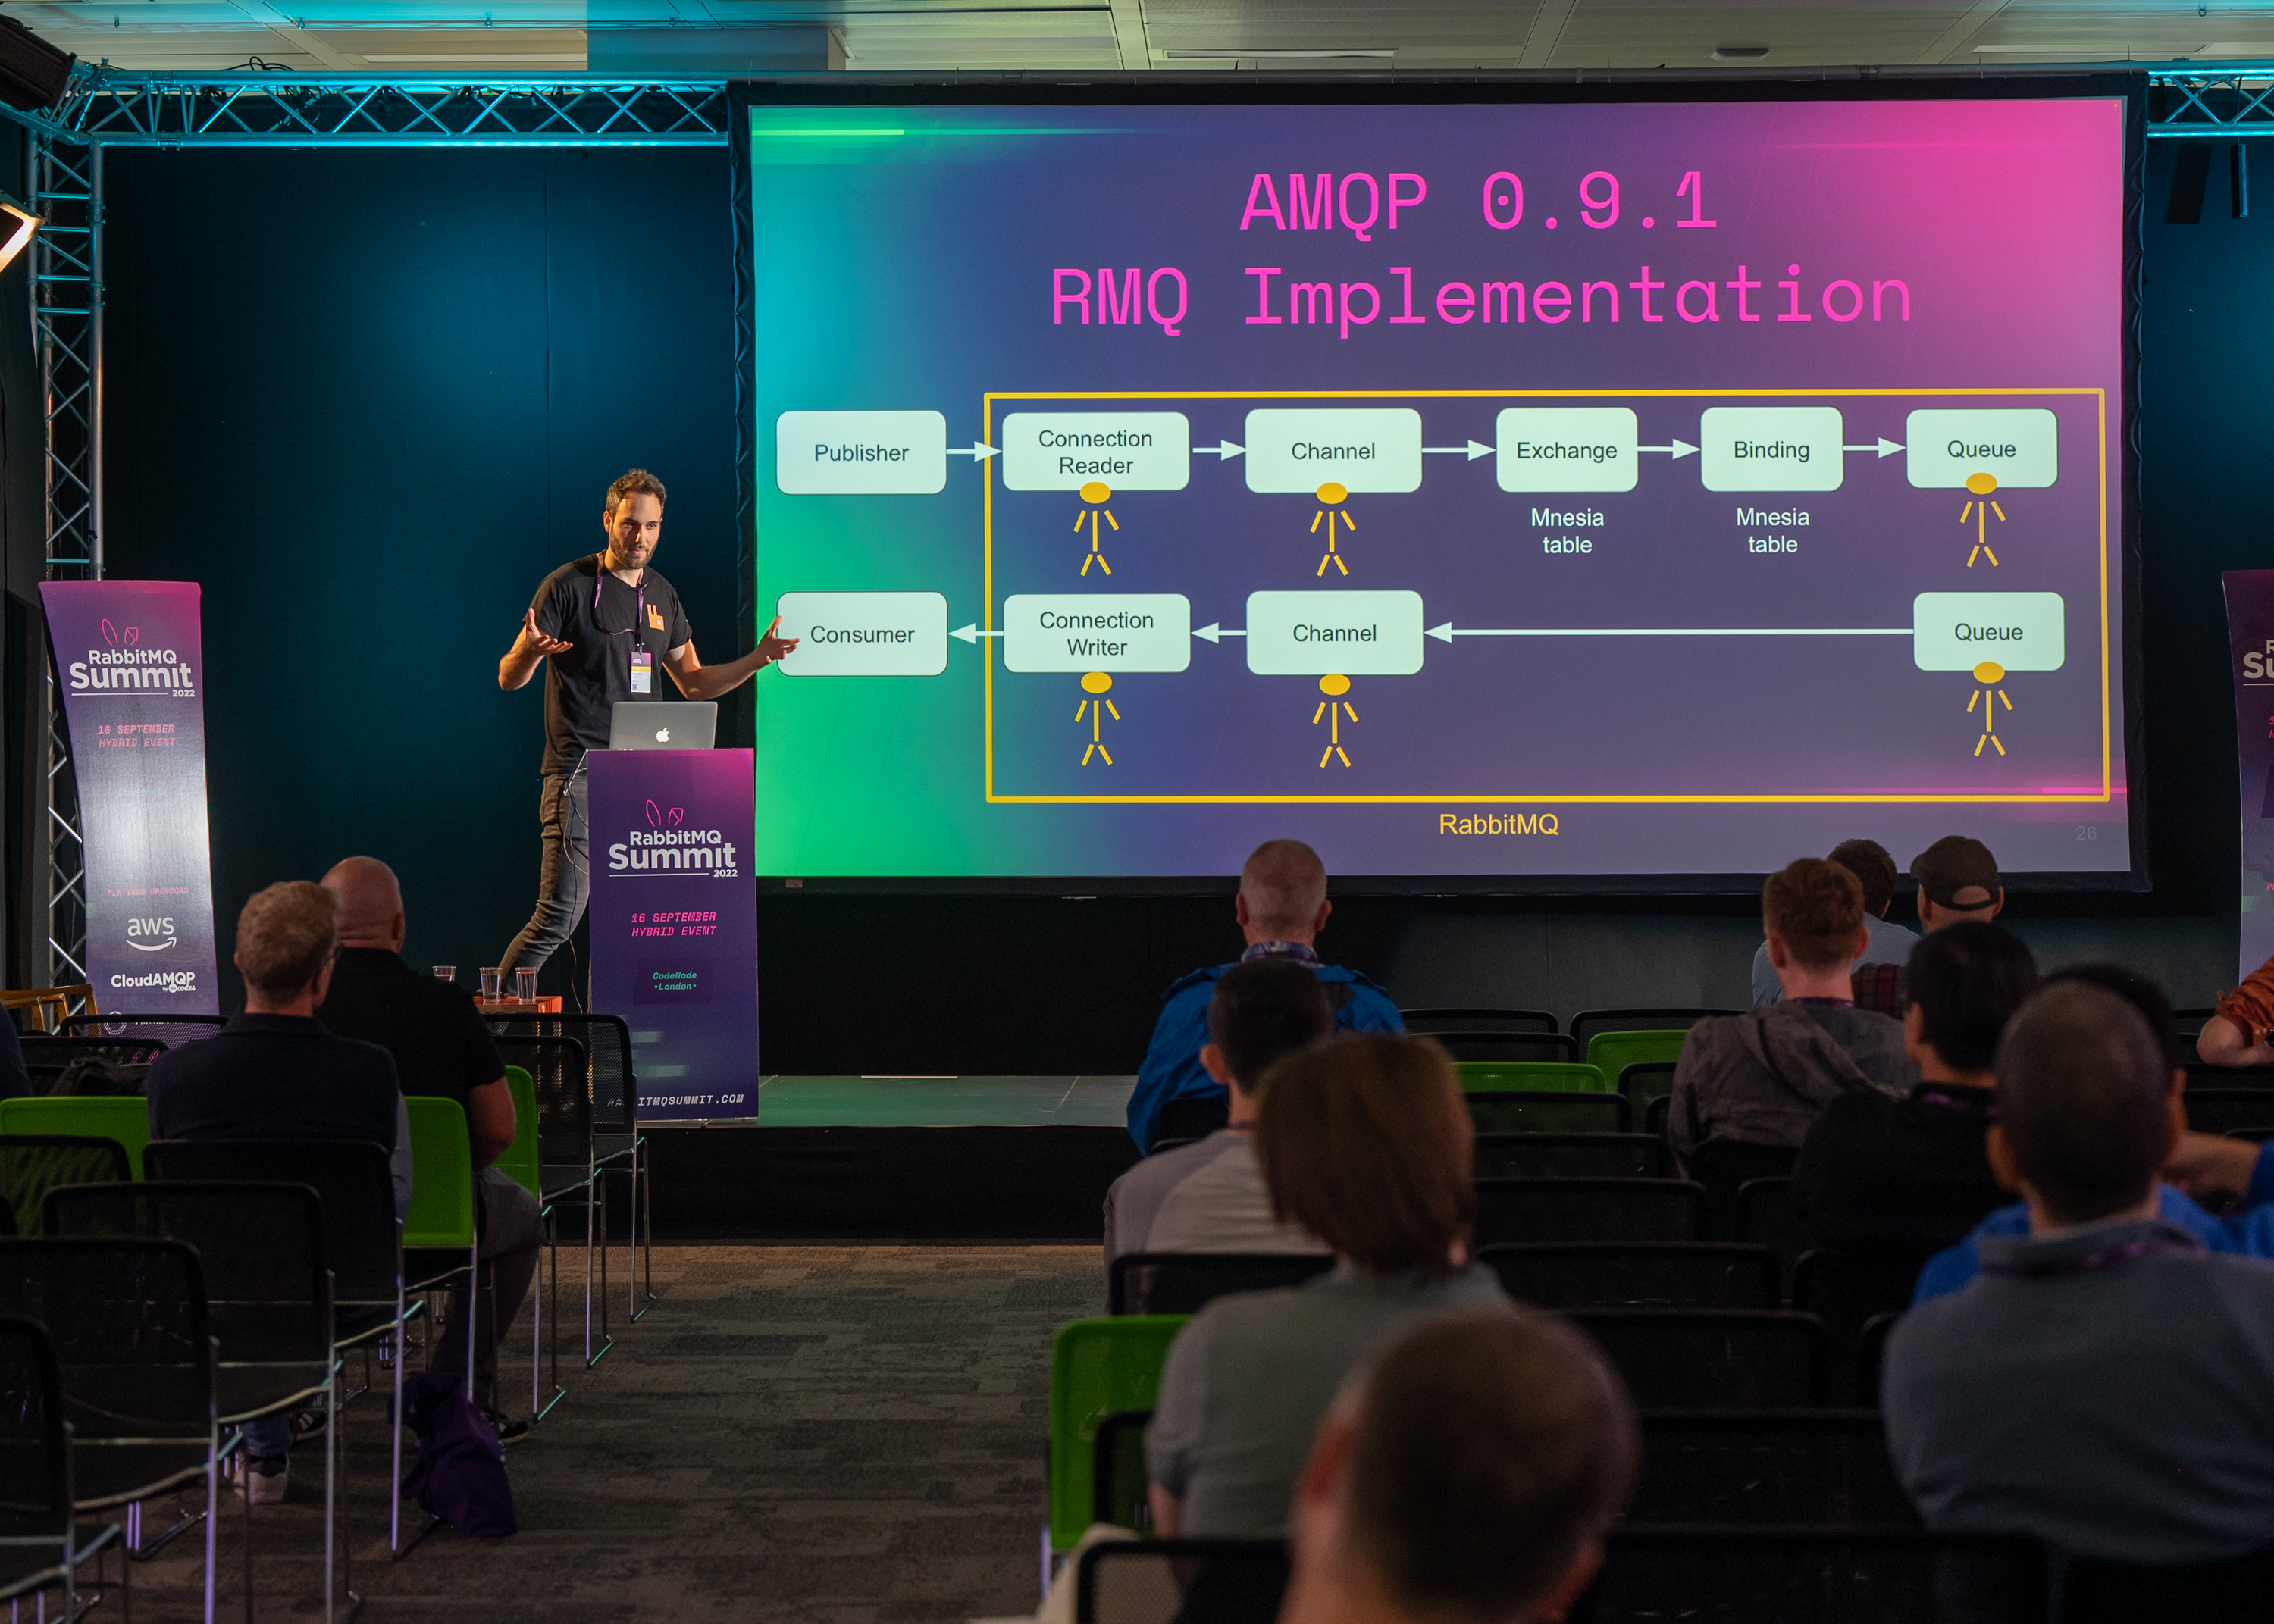 AMQP 0.9.1
RMQ Implementation
Publisher
Connection
Reader
Channel
Exchange
Binding
Queue
Mnesia
table
Mnesia
table
Consumer
Connection
Writer
Channel
Queue
RabbitMQ
26
RabbitMQ
Summit
2022
16 SEPTEMBER
HYBRID EVENT
PLATINUM SPONSORS
aws
CloudAMQP
RabbitMQ
Summit
2022
16 SEPTEMBER
HYBRID EVENT
CodeNode
•London•
ITMQSUMMIT.COM